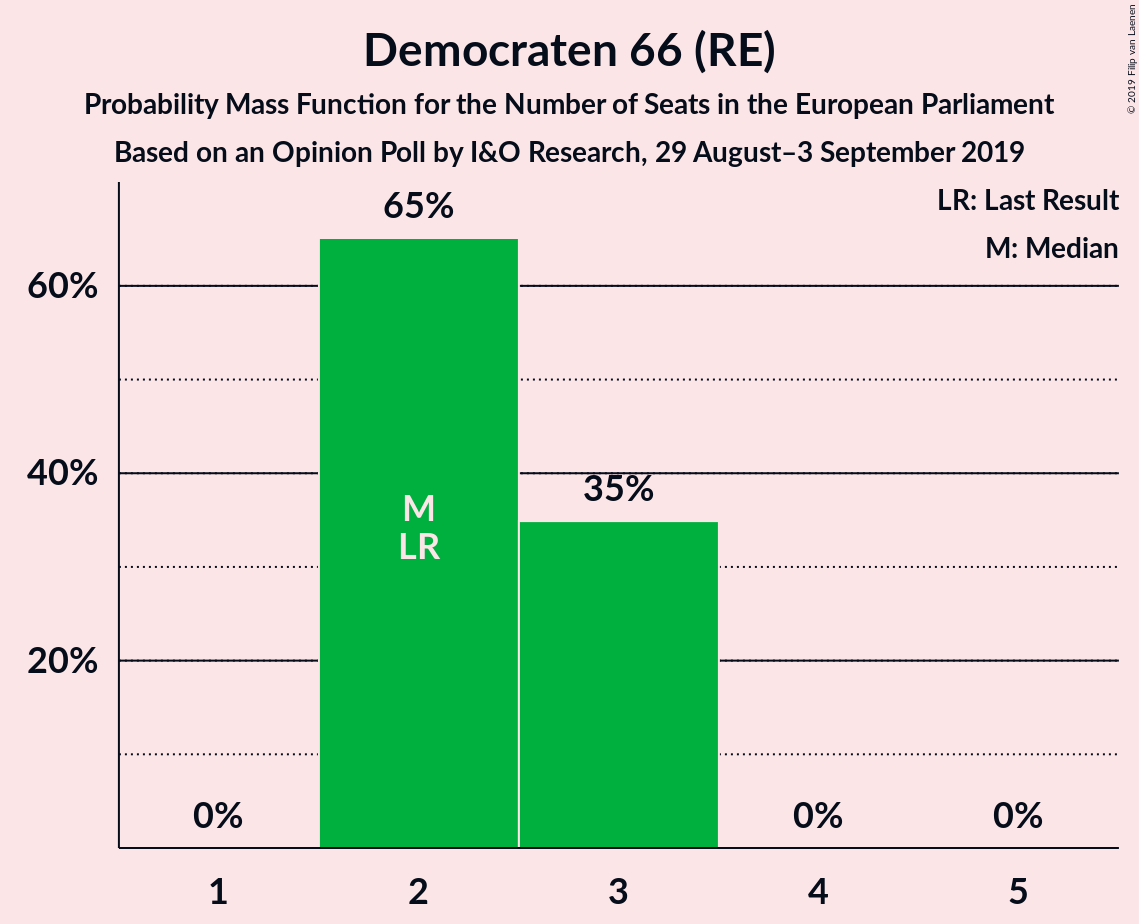 Democraten 66 (RE)
Probability Mass Function for the Number of Seats in the European Parliament
Based on an Opinion Poll by I&O Research, 29 August–3 September 2019
© 2019 Filip van Laenen
LR: Last Result
M: Median
65%
60%
40%
35%
M
LR
20%
0%
0%
0%
1
2
3
4
5